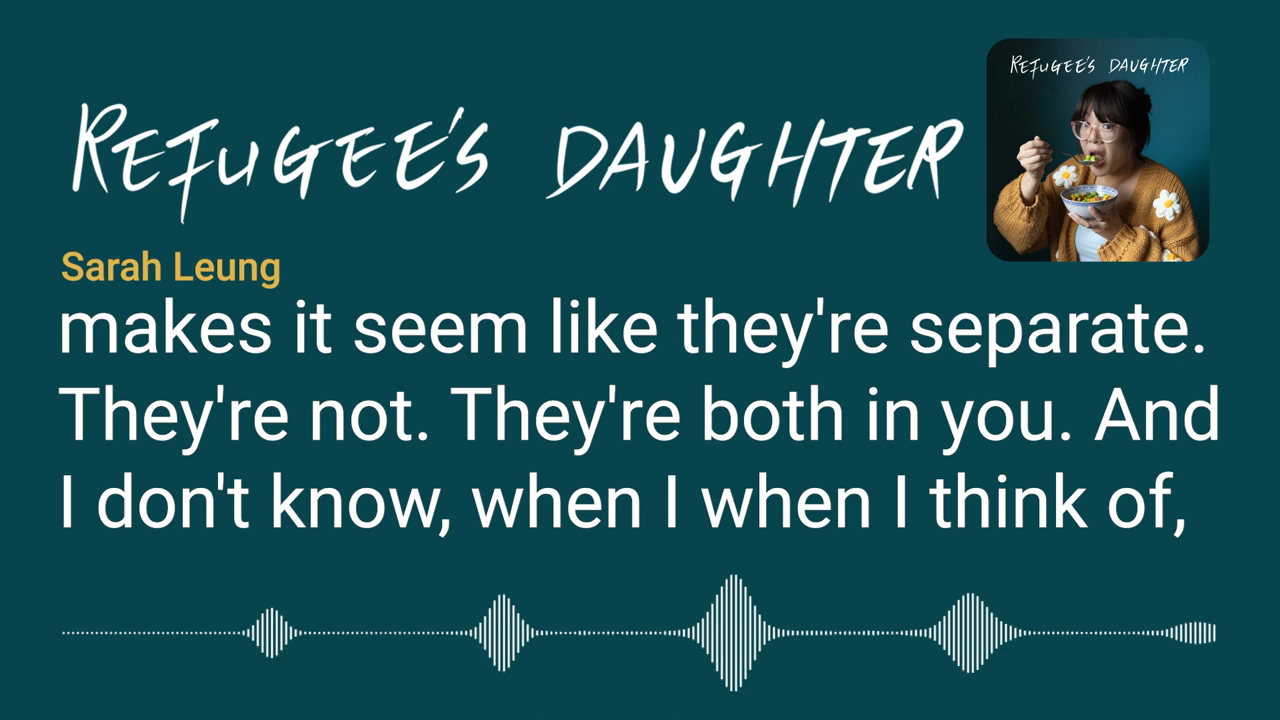 REFUGEE'S DAUGHTER
REFUGEE'S DAUGHTER
Sarah Leung
makes it seem like they're separate.
They're not. They're both in you. And
I don't know, when I when I think of,